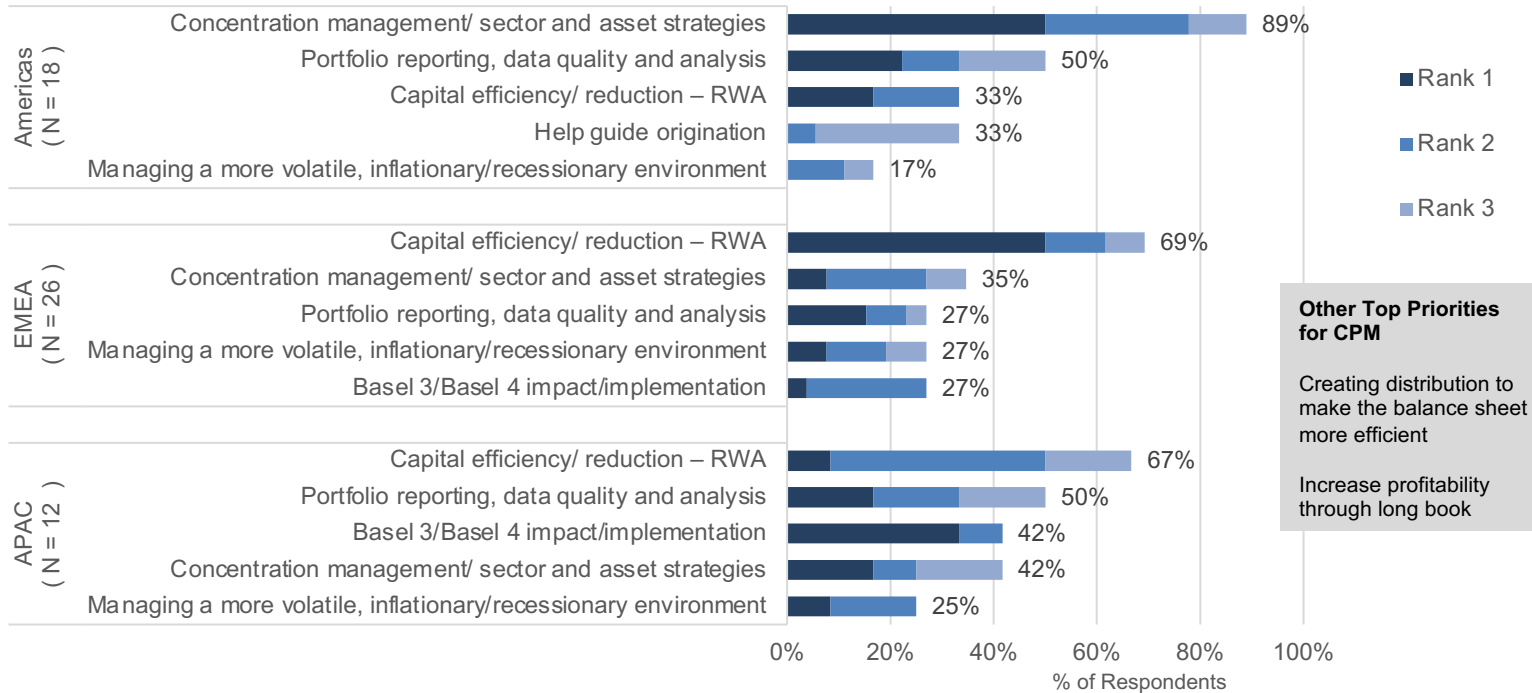 Americas
( N = 18 )
Concentration management/ sector and asset strategies
89%
Portfolio reporting, data quality and analysis
50%
Capital efficiency/ reduction – RWA
33%
Help guide origination
33%
Managing a more volatile, inflationary/recessionary environment
17%
EMEA
( N = 26 )
Capital efficiency/ reduction – RWA
69%
Concentration management/ sector and asset strategies
35%
Portfolio reporting, data quality and analysis
27%
Managing a more volatile, inflationary/recessionary environment
27%
Basel 3/Basel 4 impact/implementation
27%
APAC
( N = 12 )
Capital efficiency/ reduction – RWA
67%
Portfolio reporting, data quality and analysis
50%
Basel 3/Basel 4 impact/implementation
42%
Concentration management/ sector and asset strategies
42%
Managing a more volatile, inflationary/recessionary environment
25%
0% 20% 40% 60% 80% 100%
% of Respondents
Rank 1
Rank 2
Rank 3
Other Top Priorities
for CPM
Creating distribution to
make the balance sheet
more efficient
Increase profitability
through long book